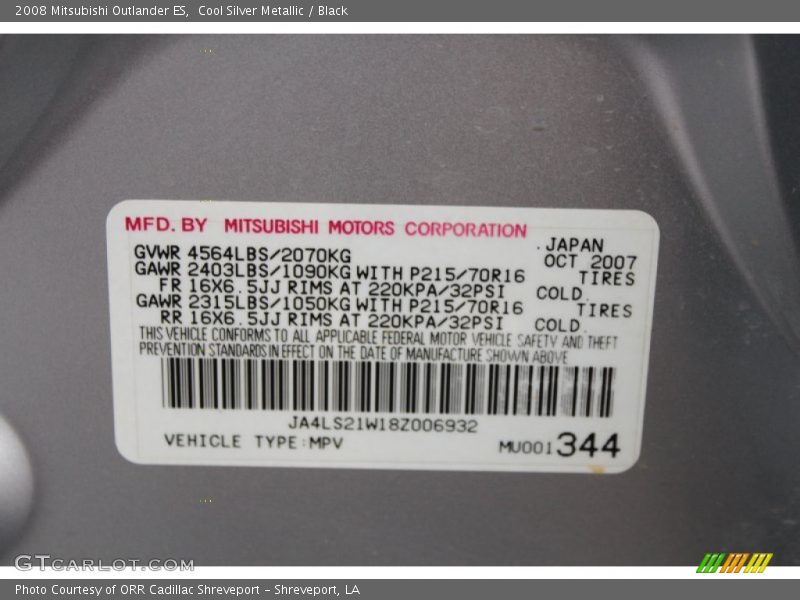 2008 Mitsubishi Outlander ES,  Cool Silver Metallic / Black
MFD. BY MITSUBISHI MOTORS CORPORATION
.JAPAN
GVWR 4564LBS/2070KG OCT 2007
GAWR 2403LBS/1090KG WITH P215/70R16 TIRES
FR 16X6.5JJ RIMS AT 220KPA/32PSI COLD.
GAWR 2315LBS/1050KG WITH P215/70R16 TIRES
RR 16X6.5JJ RIMS AT 220KPA/32PSI COLD.
THIS VEHICLE CONFORMS TO ALL APPLICABLE FEDERAL MOTOR VEHICLE SAFETY AND THEFT
PREVENTION STANDARDS IN EFFECT ON THE DATE OF MANUFACTURE SHOWN ABOVE
JA4LS21W18Z006932
VEHICLE TYPE:MPV MU001344
GTCARLOT.COM
Photo Courtesy of ORR Cadillac Shreveport - Shreveport, LA